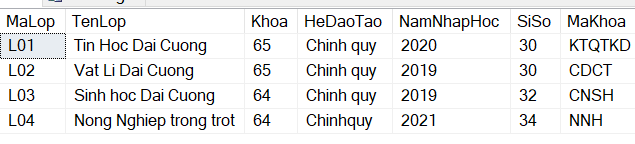 MaLop TenLop Khoa HeDaoTao NamNhapHoc SiSo MaKhoa
L01 Tin Hoc Dai Cuong 65 Chinh quy 2020 30 KTQTKD
L02 Vat Li Dai Cuong 65 Chinh quy 2019 30 CDCT
L03 Sinh hoc Dai Cuong 64 Chinh quy 2019 32 CNSH
L04 Nong Nghiep trong trot 64 Chinhquy 2021 34 NNH